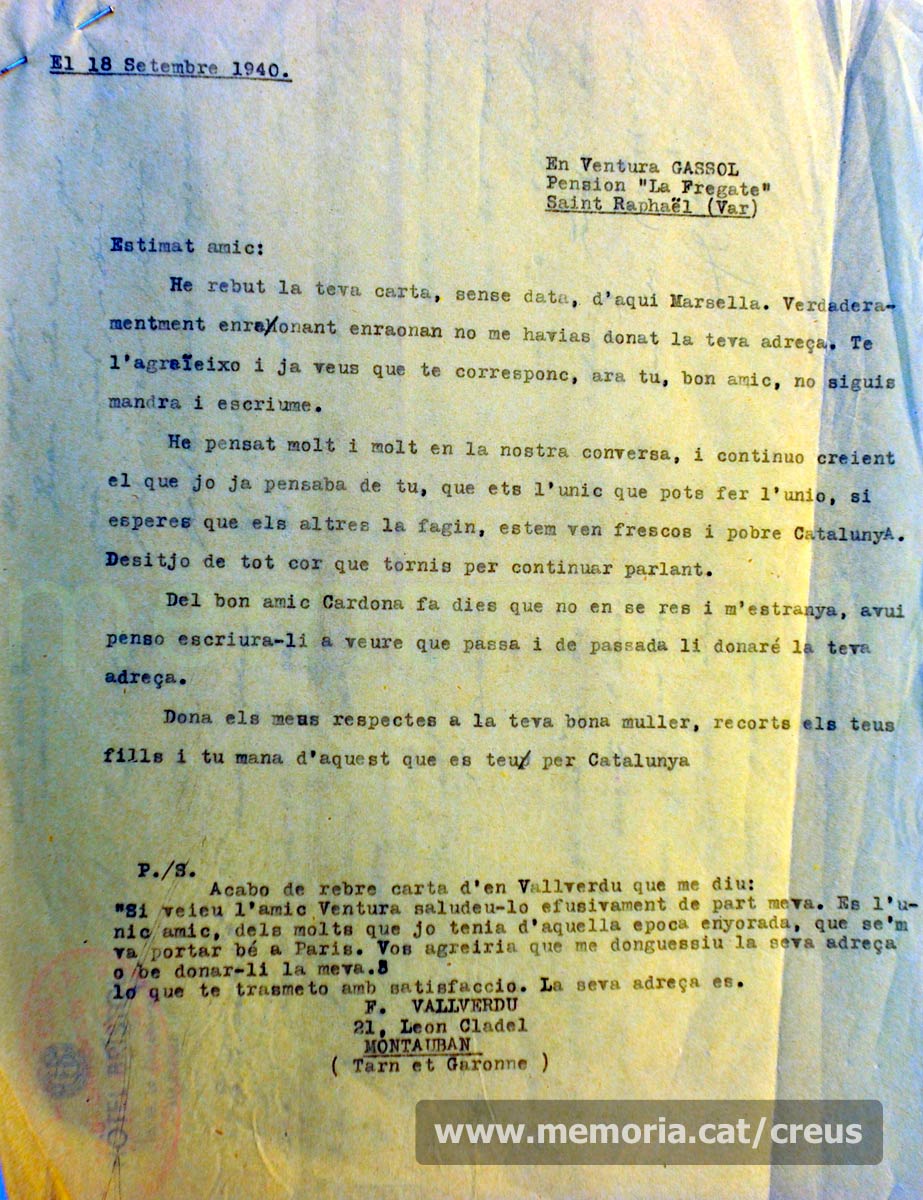 El 18 Setembre 1940.
En Ventura GASSOL
Pension "La Fregate"
Saint Raphaël (Var)
Estimat amic:
He rebut la teva carta, sense data, d'aqui Marsella. Verdadera-
mentment enraonant enraonan no me havias donat la teva adreça. Te
l'agraïeixo i ja veus que te corresponc, ara tu, bon amic, no siguis
mandra i escriume.
He pensat molt i molt en la nostra conversa, i continuo creient
el que jo ja pensaba de tu, que ets l'unic que pots fer l'unio, si
esperes que els altres la fagin, estem ven frescos i pobre CatalunyA.
Desitjo de tot cor que tornis per continuar parlant.
Del bon amic Cardona fa dies que no en se res i m'estranya, avui
penso escriura-li a veure que passa i de passada li donaré la teva
adreça.
Dona els meus respectes a la teva bona muller, recorts els teus
fills i tu mana d'aquest que es teu per Catalunya
P./S.
Acabo de rebre carta d'en Vallverdu que me diu:
"Si veieu l'amic Ventura saludeu-lo efusivament de part meva. Es l'u-
nic amic, dels molts que jo tenia d'aquella epoca enyorada, que se'm
va portar bé a Paris. Vos agreiria que me donguessiu la seva adreça
o be donar-li la meva.8
lo que te trasmeto amb satisfaccio. La seva adreça es.
F. VALLVERDU
21, Leon Cladel
MONTAUBAN
( Tarn et Garonne )
www.memoria.cat/creus